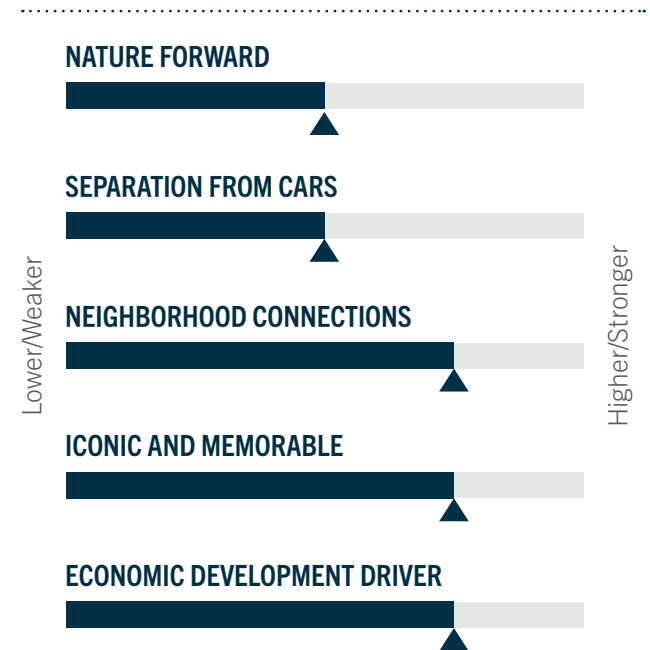 NATURE FORWARD
SEPARATION FROM CARS
NEIGHBORHOOD CONNECTIONS
ICONIC AND MEMORABLE
ECONOMIC DEVELOPMENT DRIVER
Lower/Weaker
Higher/Stronger